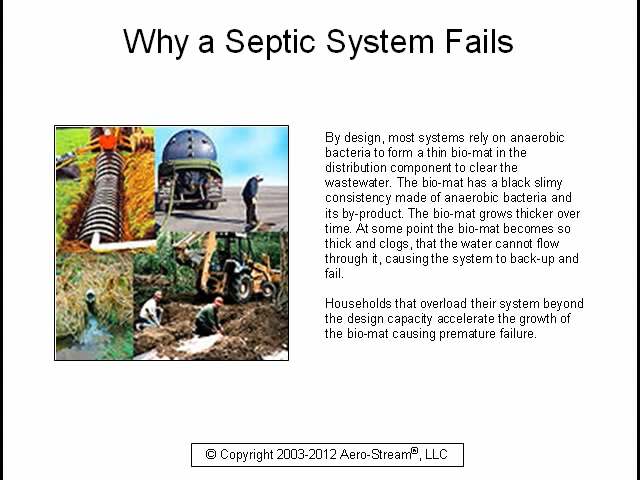 Why a Septic System Fails
By design, most systems rely on anaerobic
bacteria to form a thin bio-mat in the
distribution component to clear the
wastewater. The bio-mat has a black slimy
consistency made of anaerobic bacteria and
its by-product. The bio-mat grows thicker over
time. At some point the bio-mat becomes so
thick and clogs, that the water cannot flow
through it, causing the system to back-up and
fail.
Households that overload their system beyond
the design capacity accelerate the growth of
the bio-mat causing premature failure.
© Copyright 2003-2012 Aero-Stream®, LLC